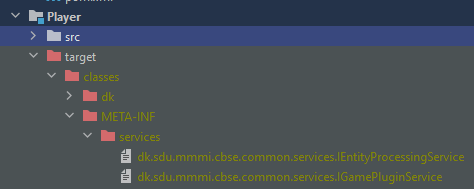 Player
src
target
classes
dk
META-INF
services
dk.sdu.mmmi.cbse.common.services.IEntityProcessingService
dk.sdu.mmmi.cbse.common.services.IGamePluginService